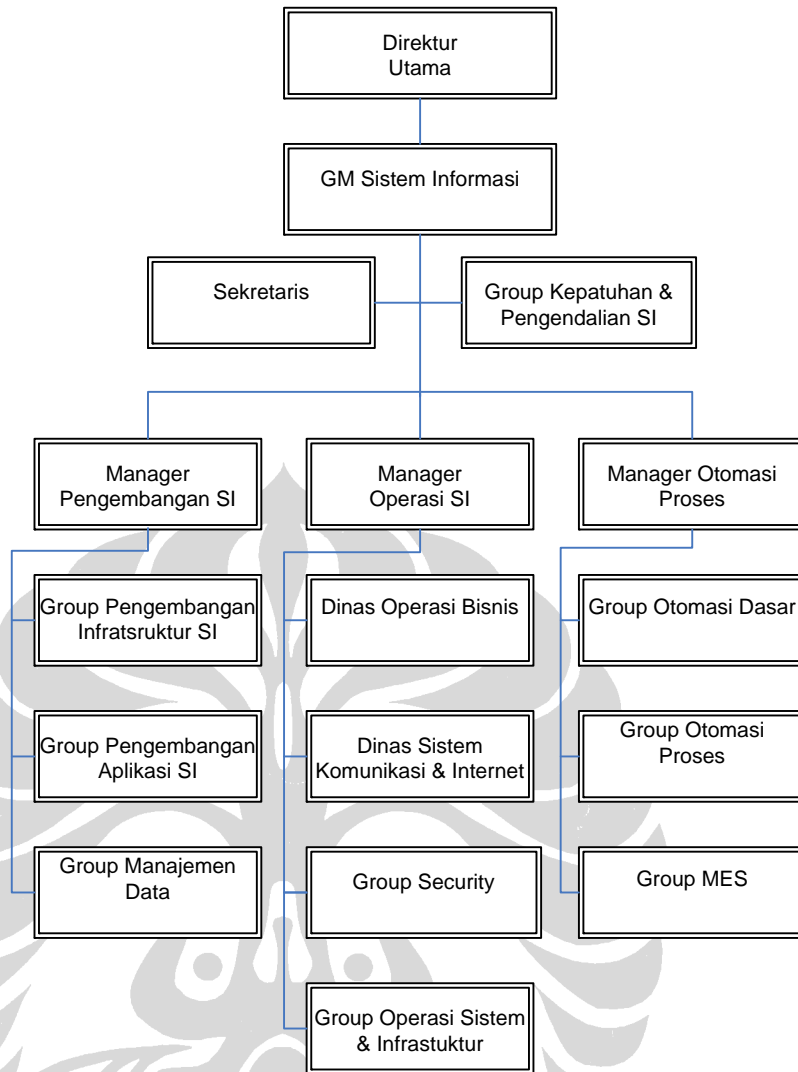 Direktur
Utama
GM Sistem Informasi
Sekretaris
Group Kepatuhan &
Pengendalian SI
Manager
Pengembangan SI
Manager
Operasi SI
Manager Otomasi
Proses
Group Pengembangan
Infratsruktur SI
Dinas Operasi Bisnis
Group Otomasi Dasar
Group Pengembangan
Aplikasi SI
Dinas Sistem
Komunikasi & Internet
Group Otomasi
Proses
Group Manajemen
Data
Group Security
Group MES
Group Operasi Sistem
& Infrastuktur